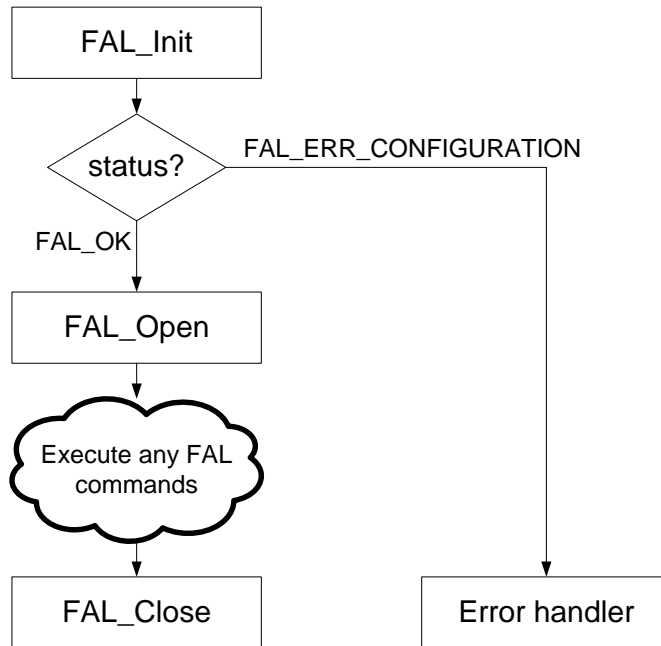 FAL_Init
status?
FAL_ERR_CONFIGURATION
FAL_OK
FAL_Open
Execute any FAL
commands
FAL_Close
Error handler